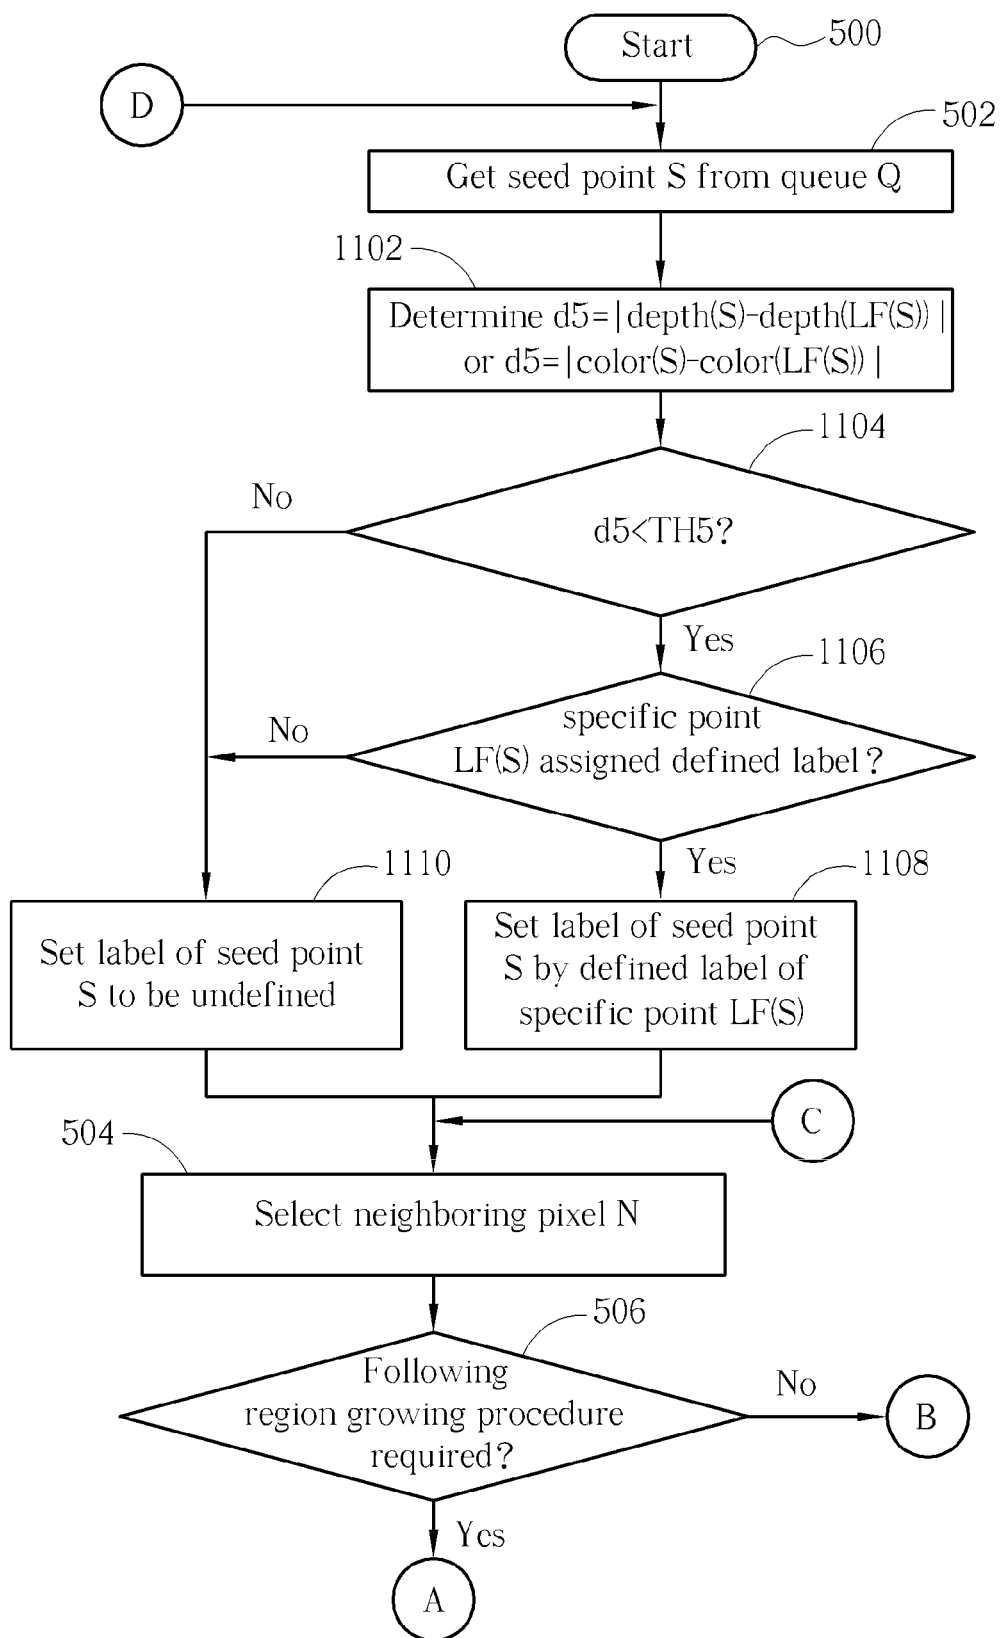 Start
500
D
502
Get seed point S from queue Q
1102
Determine d5=|depth(S)-depth(LF(S))|
or d5=|color(S)-color(LF(S))|
1104
No
d5<TH5?
Yes
1106
No
specific point
LF(S) assigned defined label?
1110
Yes
1108
Set label of seed point
S to be undefined
Set label of seed point
S by defined label of
specific point LF(S)
C
504
Select neighboring pixel N
506
Following
region growing procedure
required?
No
B
Yes
A